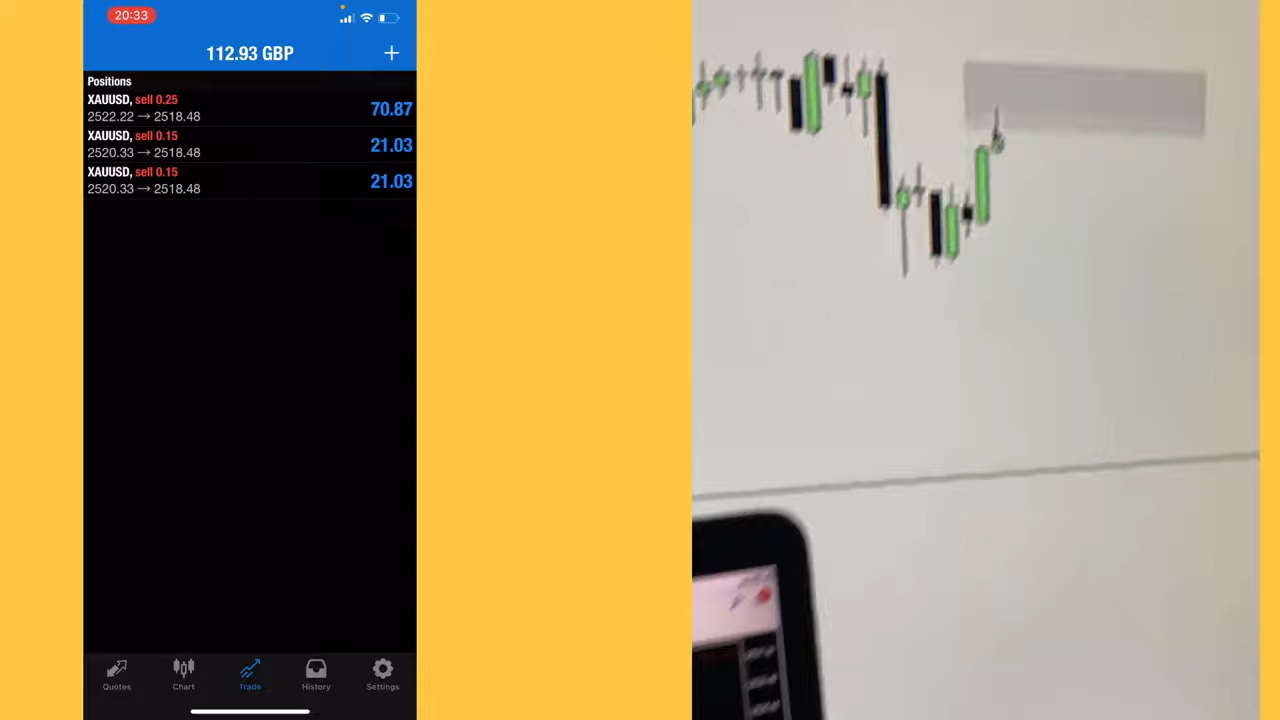 20:33
112.93 GBP
Positions
XAUUSD, sell 0.25
2522.22 → 2518.48
70.87
XAUUSD, sell 0.15
2520.33 → 2518.48
21.03
XAUUSD, sell 0.15
2520.33 → 2518.48
21.03
Quotes
Chart
Trade
History
Settings